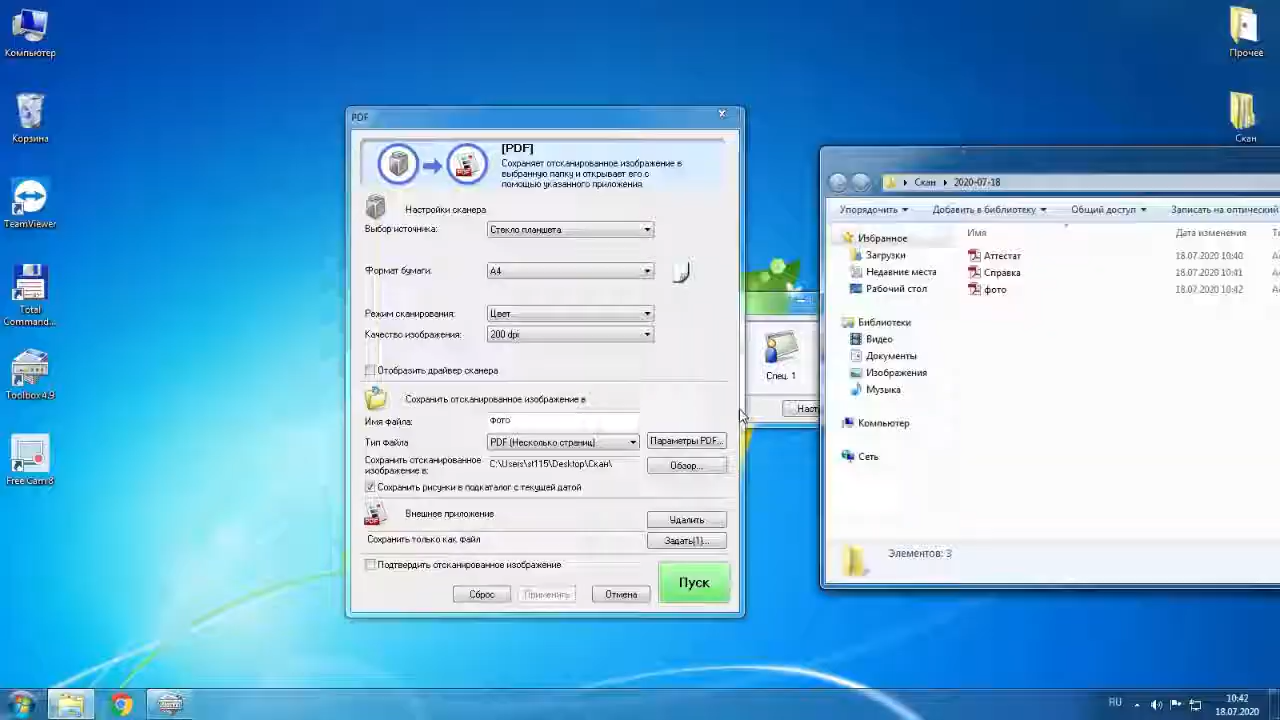 Компьютер
Корзина
TeamViewer
Total
Command...
Toolbox4.9
Free Cam 8
PDF
[PDF]
Сохраняет отсканированное изображение в
выбранную папку и открывает его с
помощью указанного приложения.
Настройки сканера
Выбор источника:
Стекло планшета
Формат бумаги:
A4
Режим сканирования:
Цвет
Качество изображения:
200 dpi
Отобразить драйвер сканера
Сохранить отсканированное изображение в
Имя файла:
фото
Тип файла
PDF (Несколько страниц)
Параметры PDF...
Сохранить отсканированное
изображение в:
C:\Users\st115\Desktop\Скан\
Обзор...
Сохранить рисунки в подкаталог с текущей датой
Внешнее приложение
Удалить
Сохранить только как файл
Задать(1)...
Подтвердить отсканированное изображение
Сброс
Применить
Отмена
Пуск
Спец. 1
Наст
Прочее
Скан
Скан
2020-07-18
Упорядочить
Добавить в библиотеку
Общий доступ
Записать на оптический
Имя
Дата изменения
Аттестат
18.07.2020 10:40
Справка
18.07.2020 10:41
фото
18.07.2020 10:42
Избранное
Загрузки
Недавние места
Рабочий стол
Библиотеки
Видео
Документы
Изображения
Музыка
Компьютер
Сеть
Элементов: 3
RU
10:42
18.07.2020